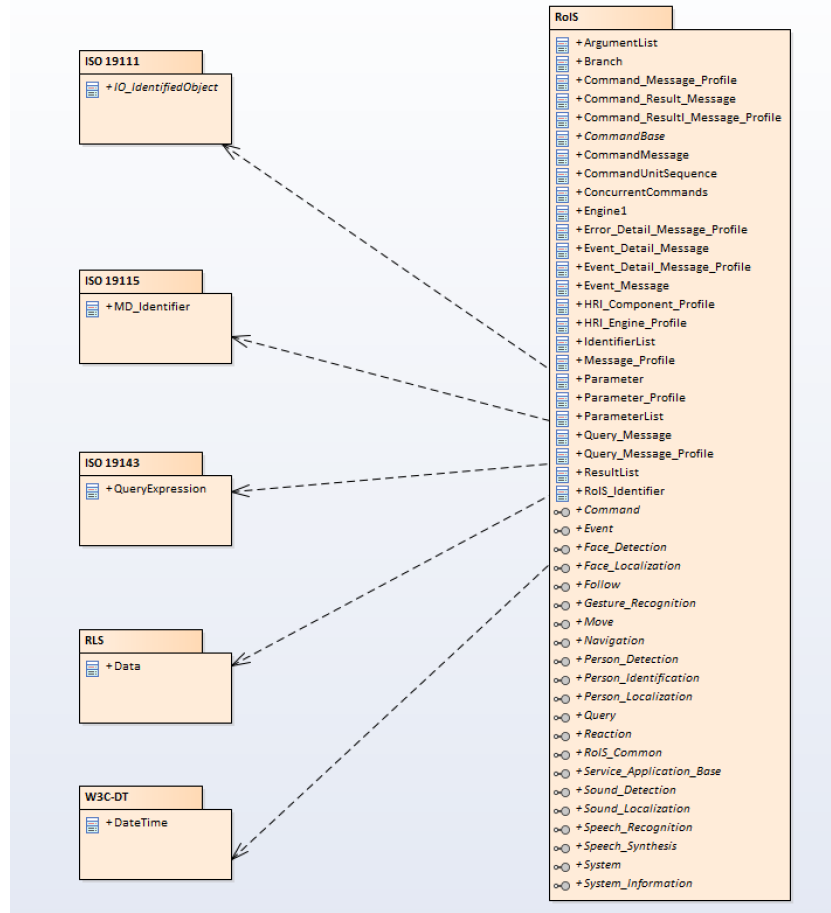 ISO 19111
+IO_IdentifiedObject
ISO 19115
+MD_Identifier
ISO 19143
+QueryExpression
RLS
+Data
W3C-DT
+DateTime
RoIS
+ArgumentList
+Branch
+Command_Message_Profile
+Command_Result_Message
+Command_ResultI_Message_Profile
+CommandBase
+CommandMessage
+CommandUnitSequence
+ConcurrentCommands
+Engine1
+Error_Detail_Message_Profile
+Event_Detail_Message
+Event_Detail_Message_Profile
+Event_Message
+HRI_Component_Profile
+HRI_Engine_Profile
+IdentifierList
+Message_Profile
+Parameter
+Parameter_Profile
+ParameterList
+Query_Message
+Query_Message_Profile
+ResultList
+RoIS_Identifier
+Command
+Event
+Face_Detection
+Face_Localization
+Follow
+Gesture_Recognition
+Move
+Navigation
+Person_Detection
+Person_Identification
+Person_Localization
+Query
+Reaction
+RoIS_Common
+Service_Application_Base
+Sound_Detection
+Sound_Localization
+Speech_Recognition
+Speech_Synthesis
+System
+System_Information